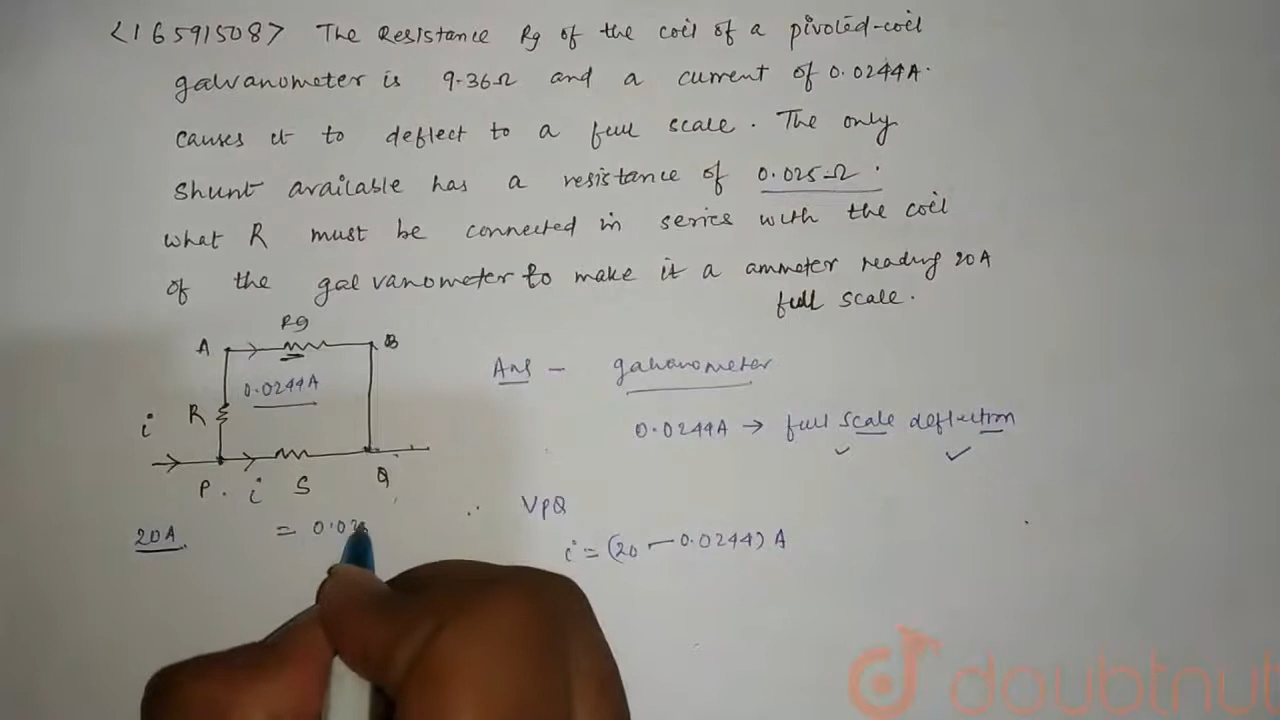 <16591508> The Resistance Rg of the coil of a pivoted-coil
galvanometer is 9.36Ω and a current of 0.0244A.
causes it to deflect to a full scale. The only
shunt available has a resistance of 0.025Ω.
what R must be connected in series with the coil
of the galvanometer to make it a ammeter reading 20A
full scale.
Rg
A B
0.0244A
R
i
P. i S Q
20A = 0.02
Ans - galvanometer
0.0244A → full scale deflection
∴ VPQ
i = (20 - 0.0244) A
doubtnut